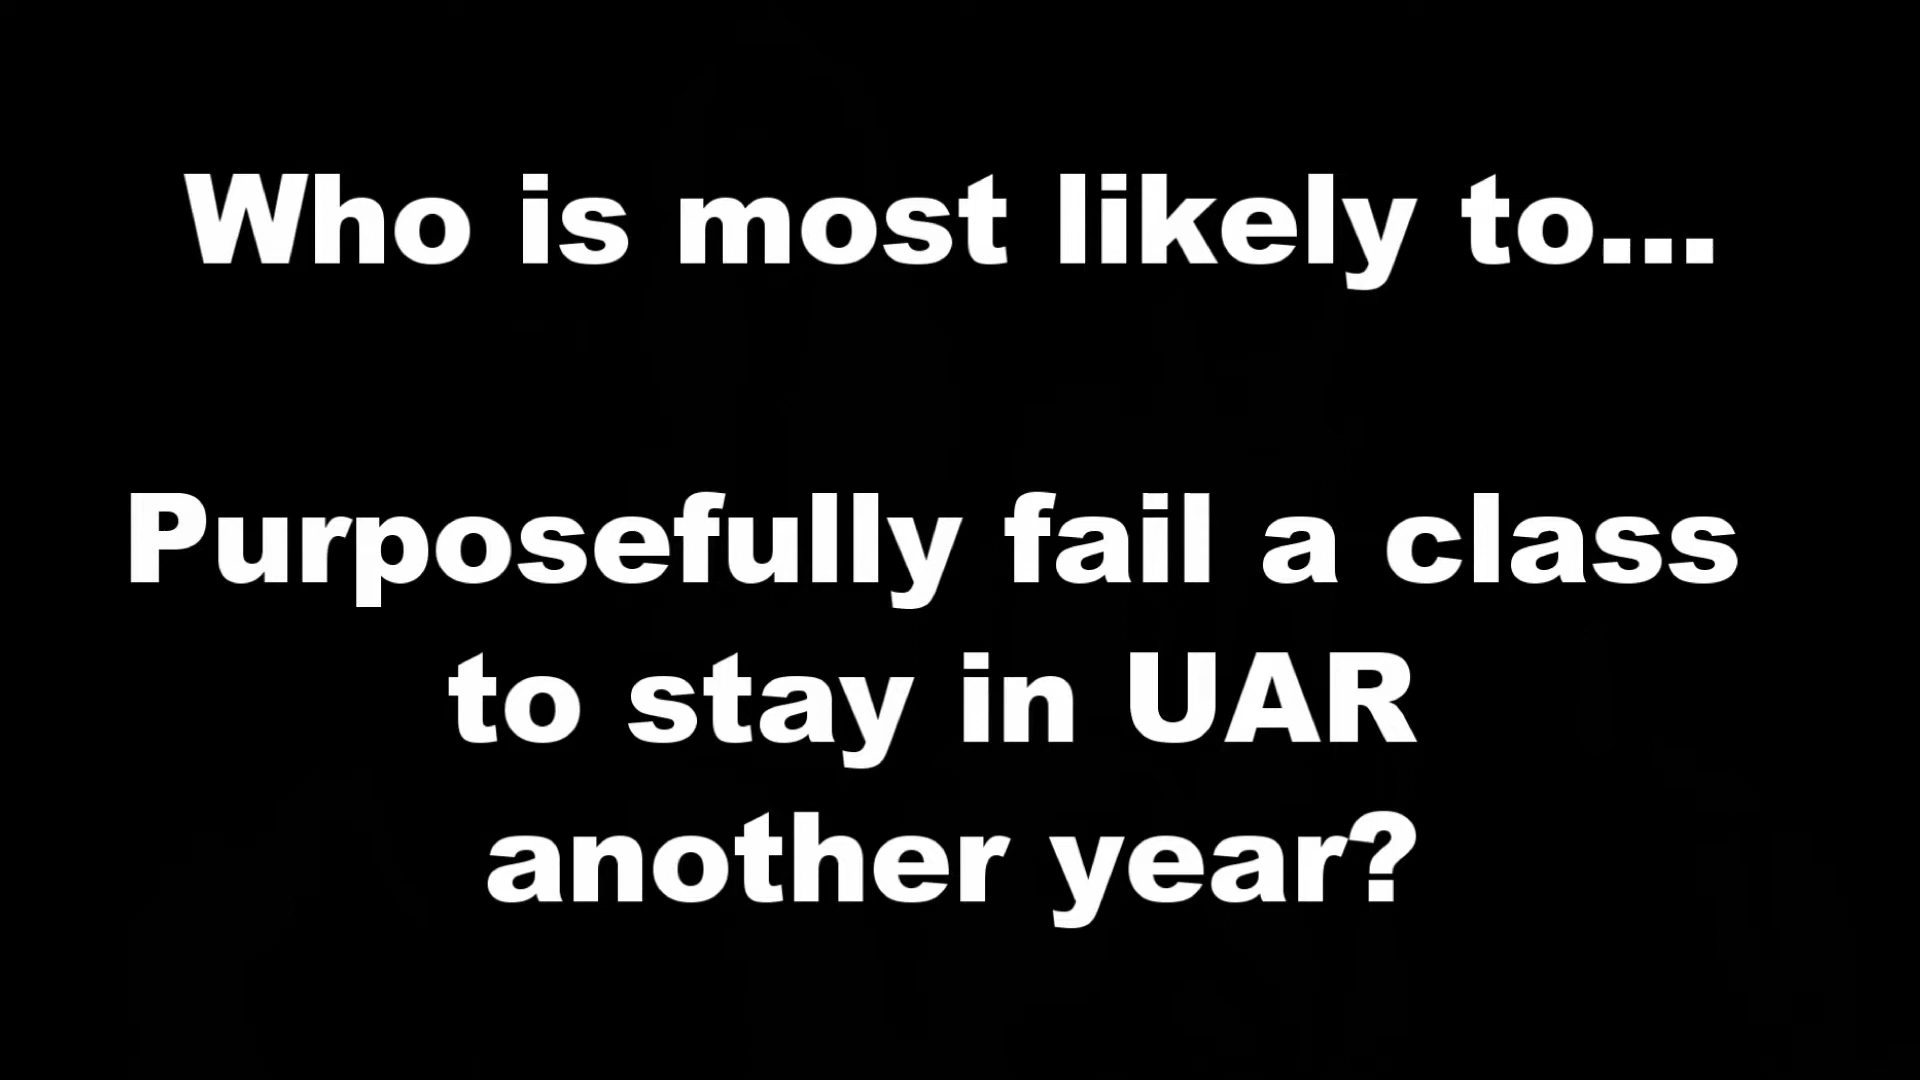 Who is most likely to...
Purposefully fail a class
to stay in UAR
another year?